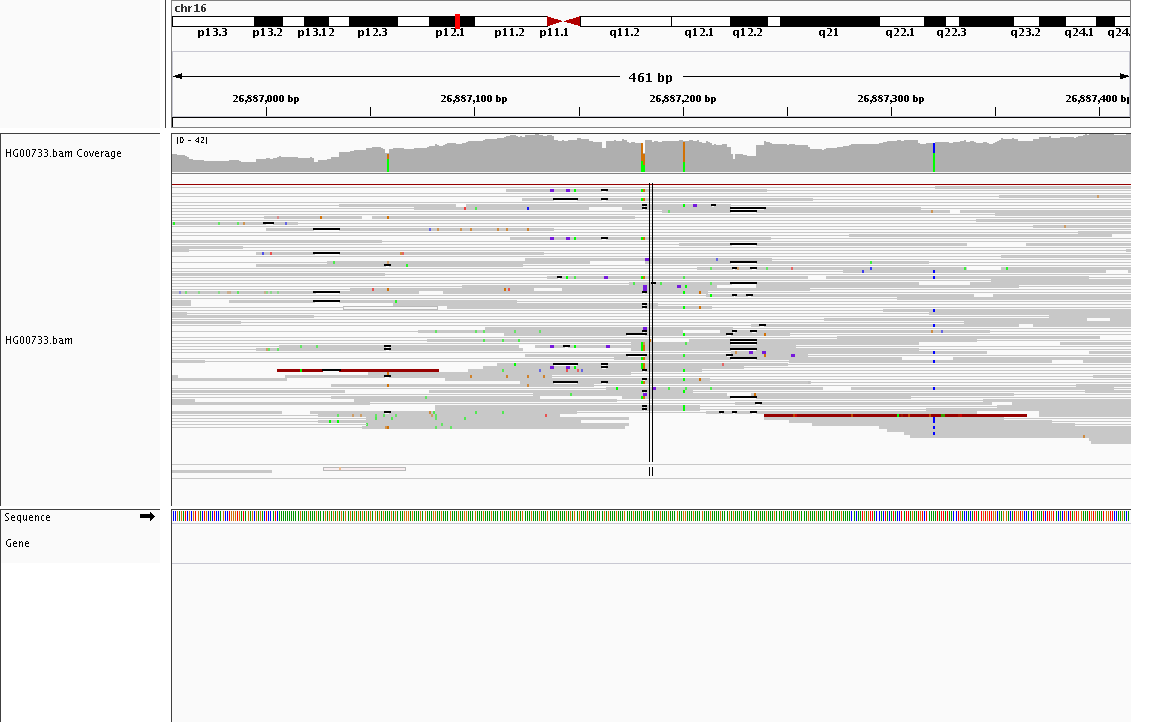 chr16
p13.3 p13.2 p13.12 p12.3 p12.1 p11.2 p11.1 q11.2 q12.1 q12.2 q21 q22.1 q22.3 q23.2 q24.1 q24.
461 bp
26,887,000 bp 26,887,100 bp 26,887,200 bp 26,887,300 bp 26,887,400 bp
[0 - 42]
HG00733.bam Coverage
HG00733.bam
Sequence
Gene